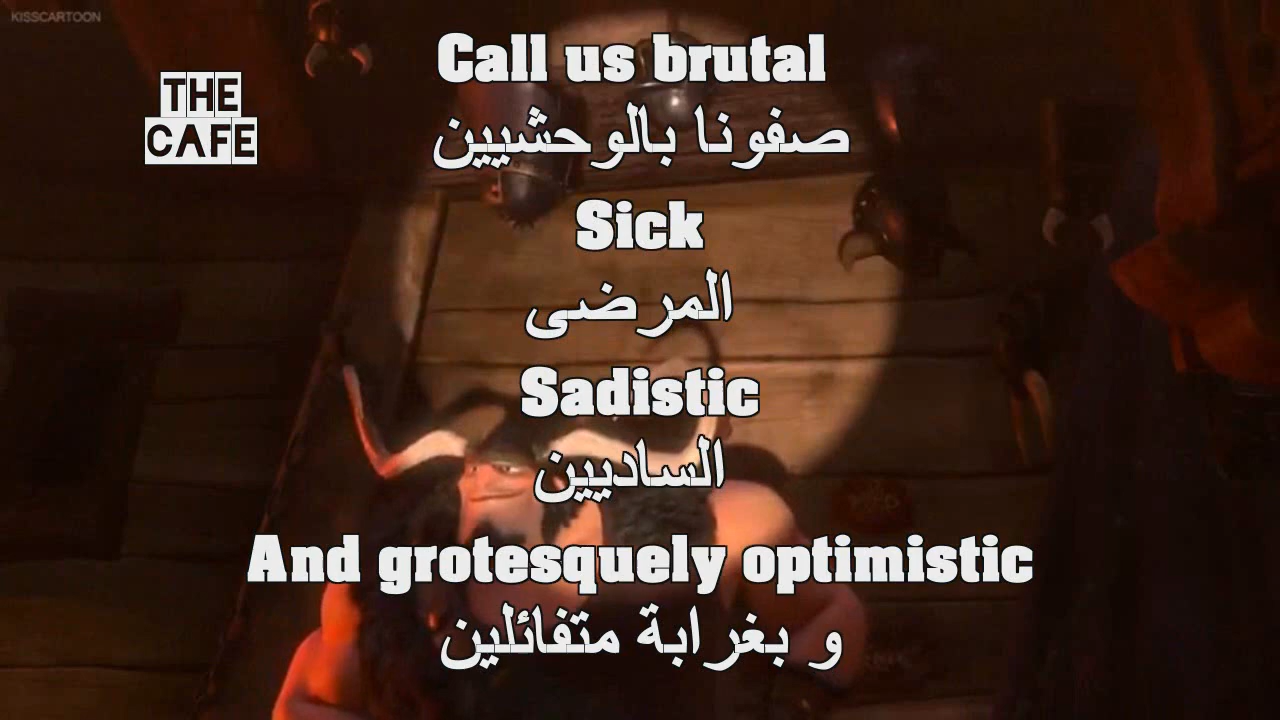 KISSCARTOON
THE
CAFE
Call us brutal
صفونا بالوحشيين
Sick
المرضى
Sadistic
الساديين
And grotesquely optimistic
و بغرابة متفائلين